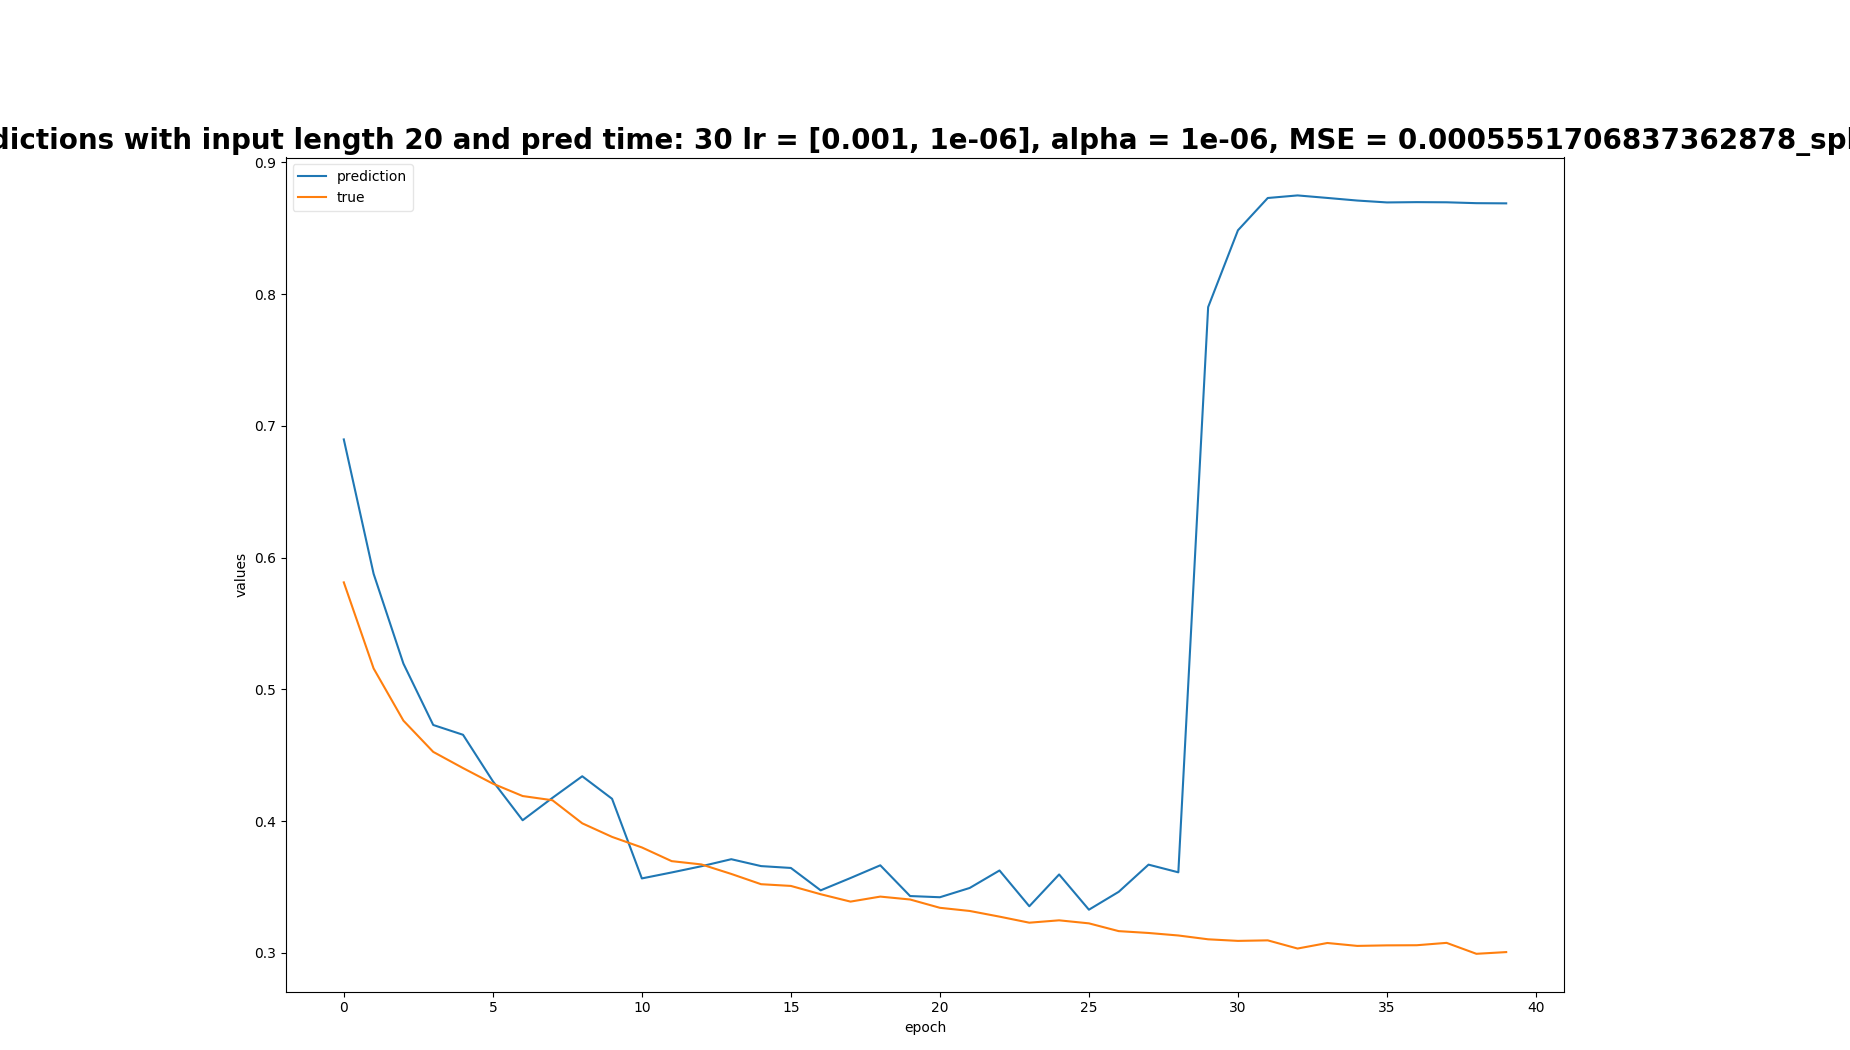 dictions with input length 20 and pred time: 30 lr = [0.001, 1e-06], alpha = 1e-06, MSE = 0.0005551706837362878_spl
prediction
true
0.9
0.8
0.7
0.6
0.5
0.4
0.3
values
0 5 10 15 20 25 30 35 40
epoch